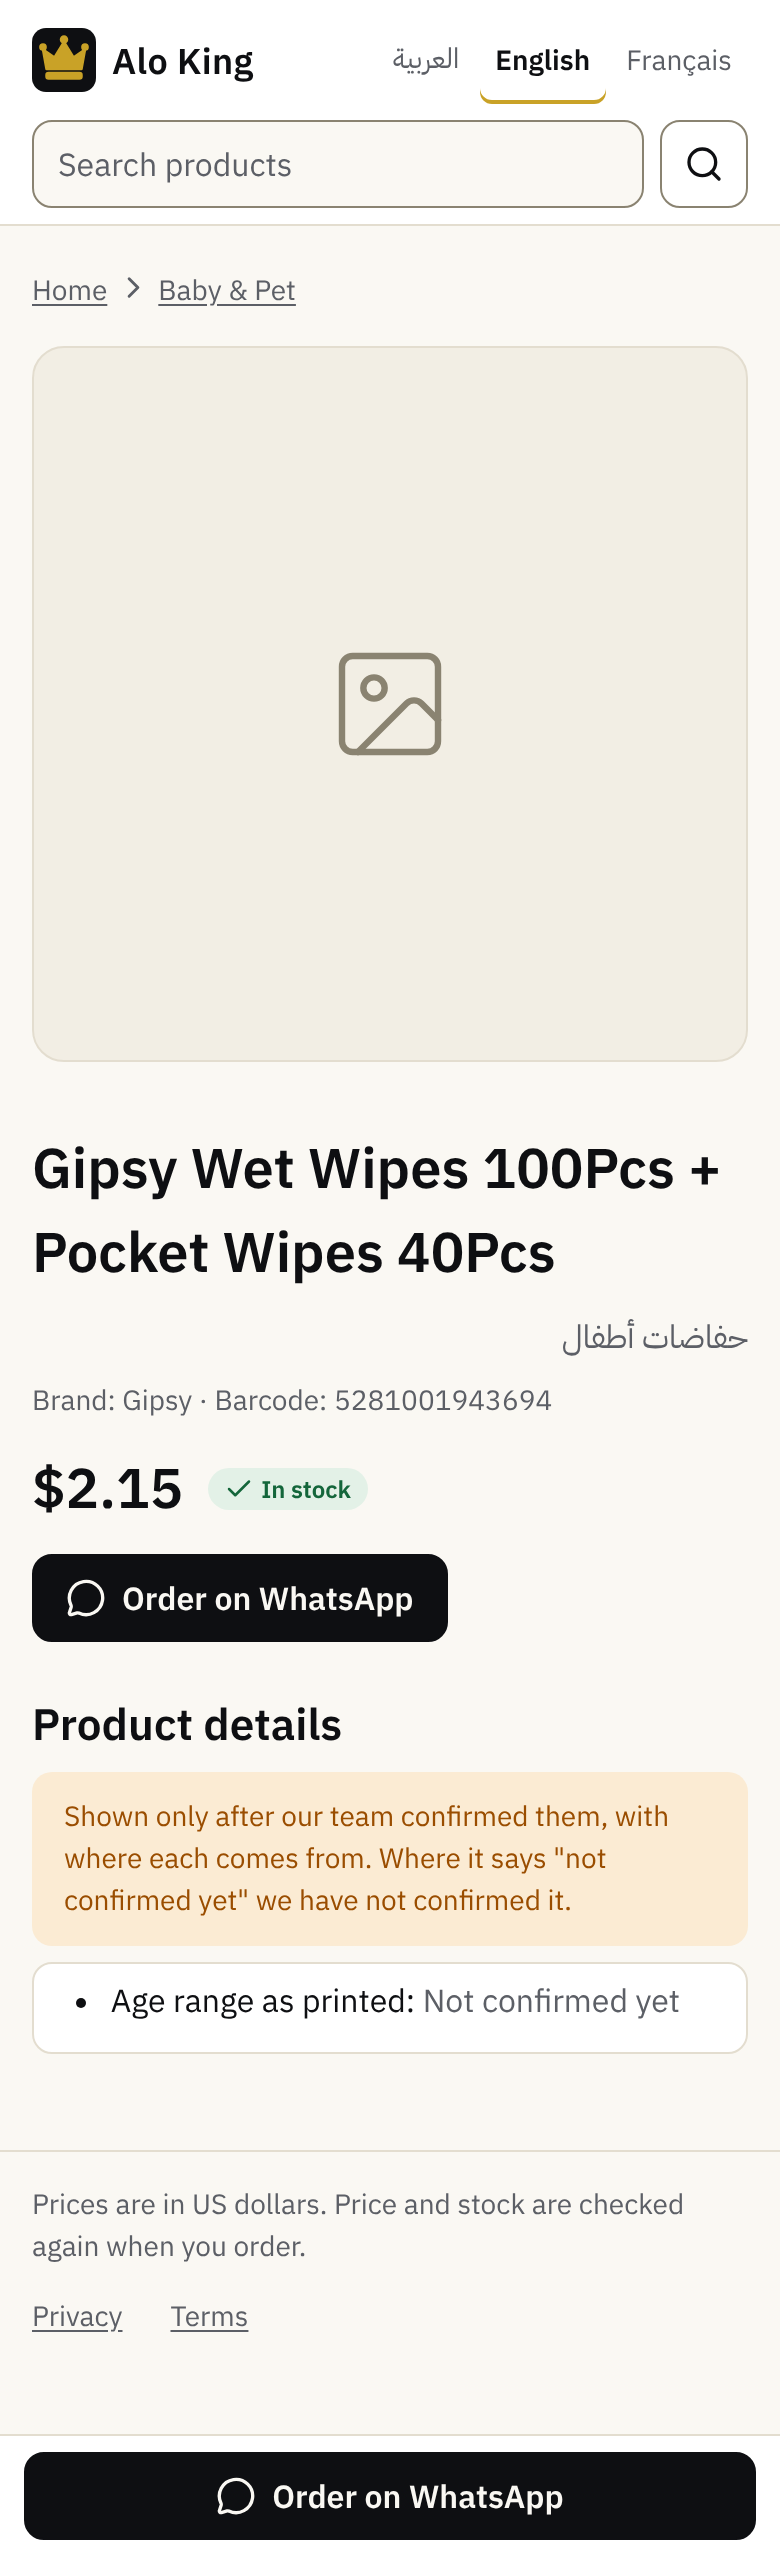 Alo King
العربية
English
Français
Search products
Home
Baby & Pet
Gipsy Wet Wipes 100Pcs +
Pocket Wipes 40Pcs
حفاضات أطفال
Brand: Gipsy · Barcode: 5281001943694
$2.15
In stock
Order on WhatsApp
Product details
Shown only after our team confirmed them, with
where each comes from. Where it says "not
confirmed yet" we have not confirmed it.
• Age range as printed: Not confirmed yet
Prices are in US dollars. Price and stock are checked
again when you order.
Privacy
Terms
Order on WhatsApp